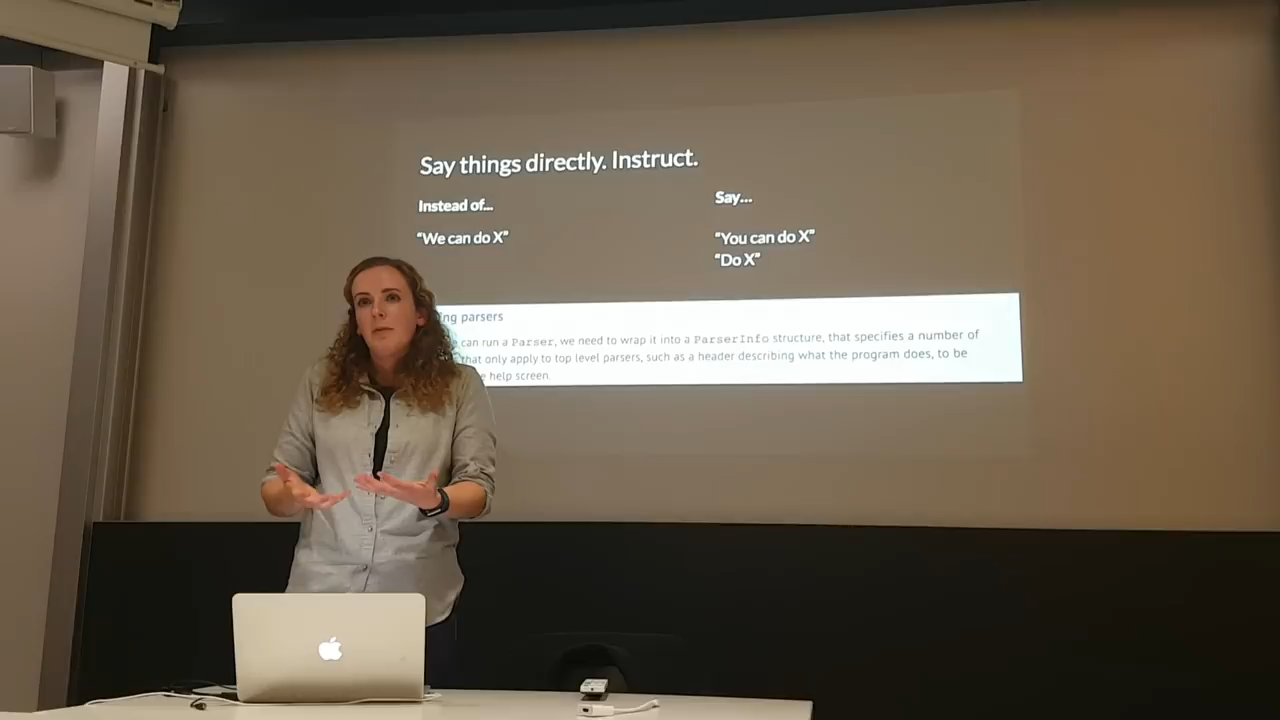 Say things directly. Instruct.
Instead of...
Say...
“We can do X”
“You can do X”
“Do X”
ing parsers
can run a Parser, we need to wrap it into a ParserInfo structure, that specifies a number of
that only apply to top level parsers, such as a header describing what the program does, to be
help screen.